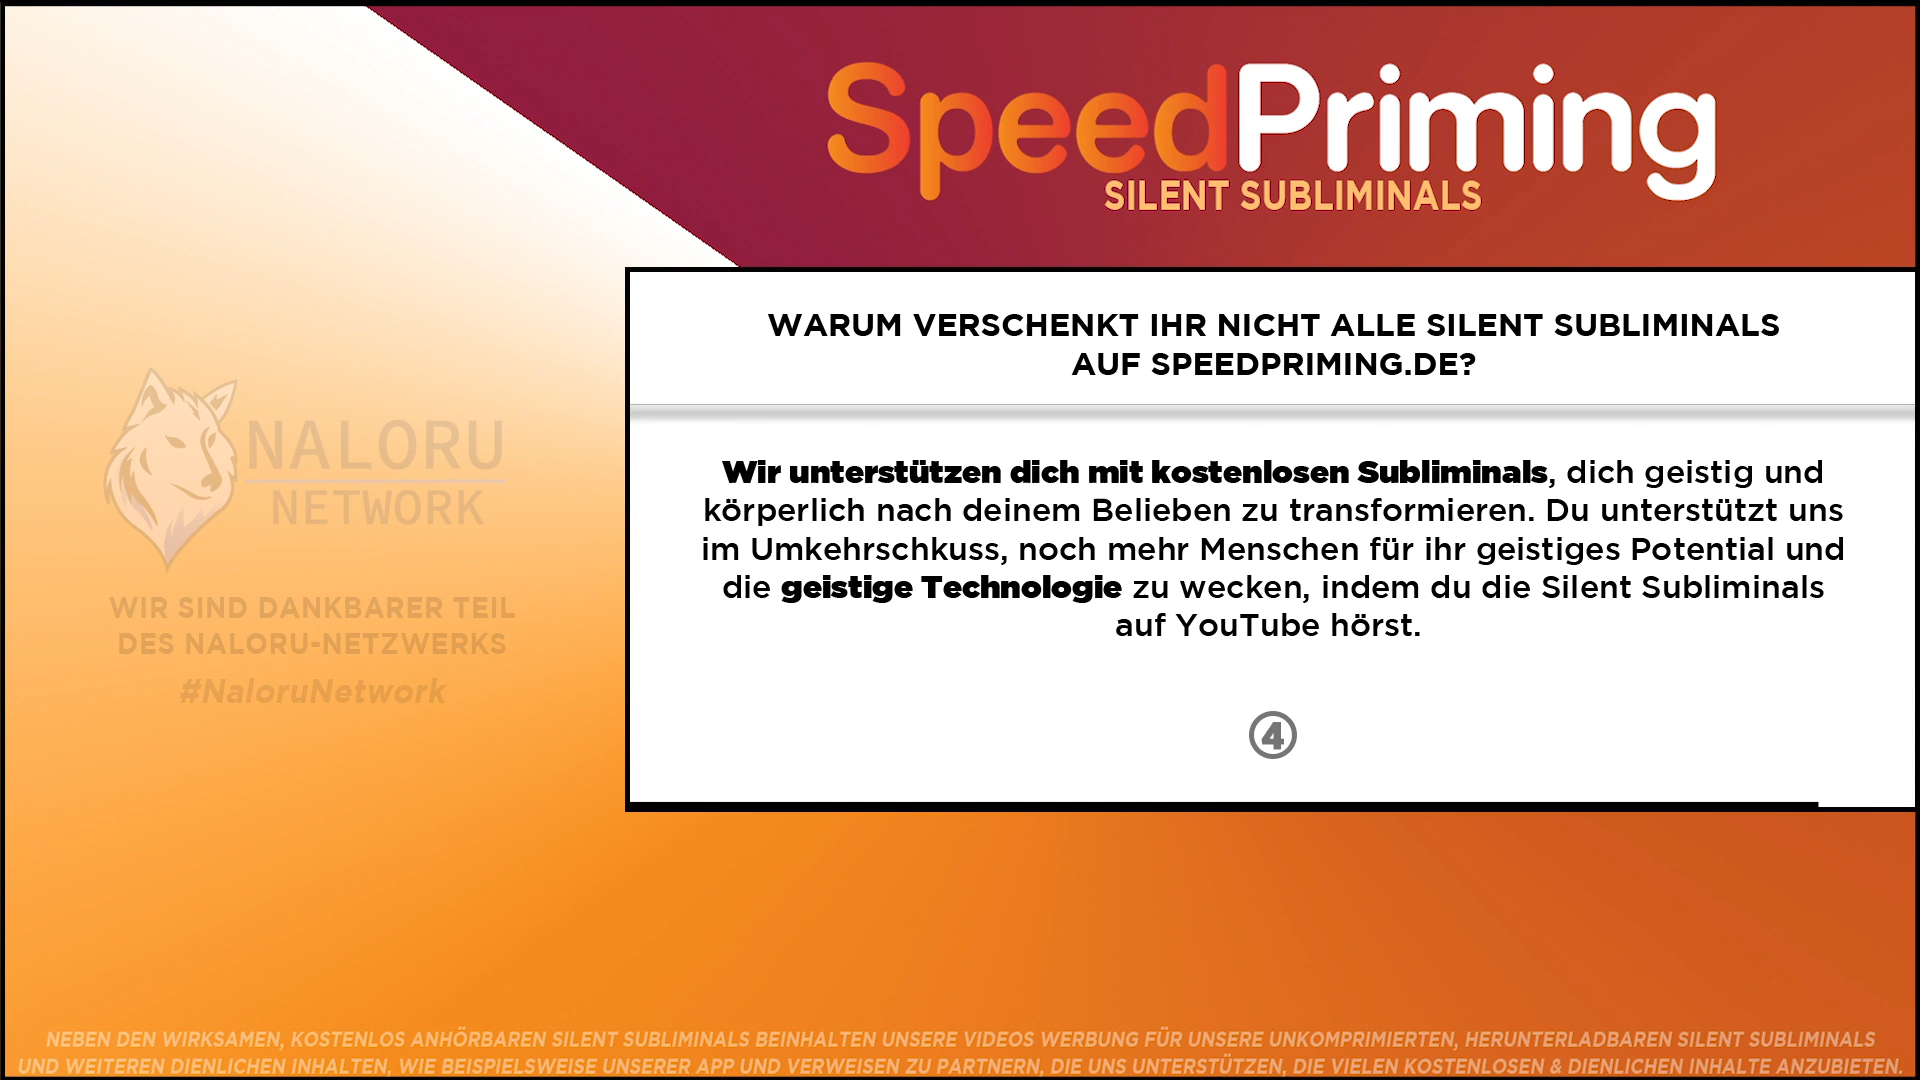 SpeedPriming
SILENT SUBLIMINALS
WARUM VERSCHENKT IHR NICHT ALLE SILENT SUBLIMINALS
AUF SPEEDPRIMING.DE?
Wir unterstützen dich mit kostenlosen Subliminals, dich geistig und
körperlich nach deinem Belieben zu transformieren. Du unterstützt uns
im Umkehrschkuss, noch mehr Menschen für ihr geistiges Potential und
die geistige Technologie zu wecken, indem du die Silent Subliminals
auf YouTube hörst.
4
NALORU
NETWORK
WIR SIND DANKBARER TEIL
DES NALORU-NETZWERKS
#NaloruNetwork
NEBEN DEN WIRKSAMEN, KOSTENLOS ANHÖRBAREN SILENT SUBLIMINALS BEINHALTEN UNSERE VIDEOS WERBUNG FÜR UNSERE UNKOMPRIMIERTEN, HERUNTERLADBAREN SILENT SUBLIMINALS
UND WEITEREN DIENLICHEN INHALTEN, WIE BEISPIELSWEISE UNSERER APP UND VERWEISEN ZU PARTNERN, DIE UNS UNTERSTÜTZEN, DIE VIELEN KOSTENLOSEN & DIENLICHEN INHALTE ANZUBIETEN.